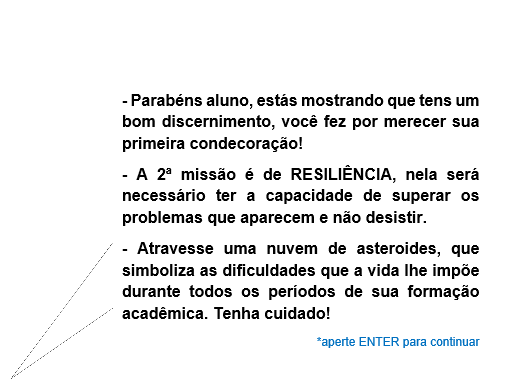 - Parabéns aluno, estás mostrando que tens um
bom discernimento, você fez por merecer sua
primeira condecoração!
- A 2ª missão é de RESILIÊNCIA, nela será
necessário ter a capacidade de superar os
problemas que aparecem e não desistir.
- Atravesse uma nuvem de asteroides, que
simboliza as dificuldades que a vida lhe impõe
durante todos os períodos de sua formação
acadêmica. Tenha cuidado!
*aperte ENTER para continuar